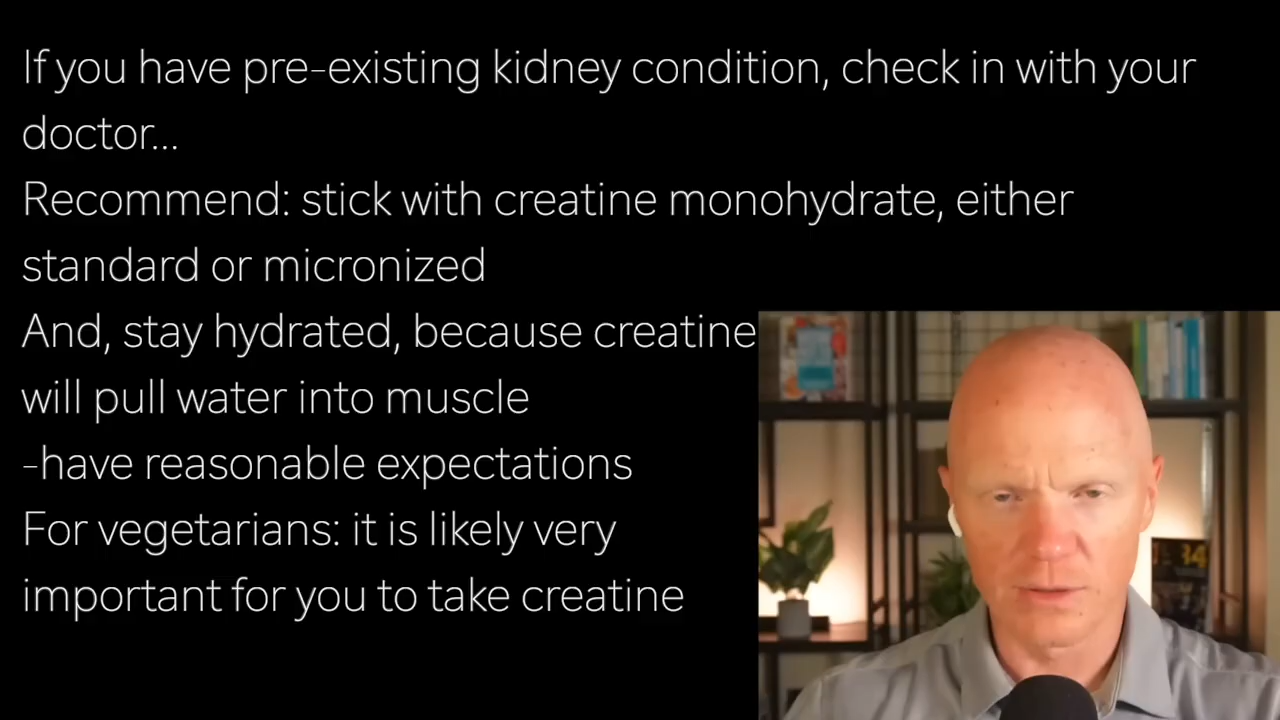 If you have pre-existing kidney condition, check in with your
doctor...
Recommend: stick with creatine monohydrate, either
standard or micronized
And, stay hydrated, because creatine
will pull water into muscle
-have reasonable expectations
For vegetarians: it is likely very
important for you to take creatine